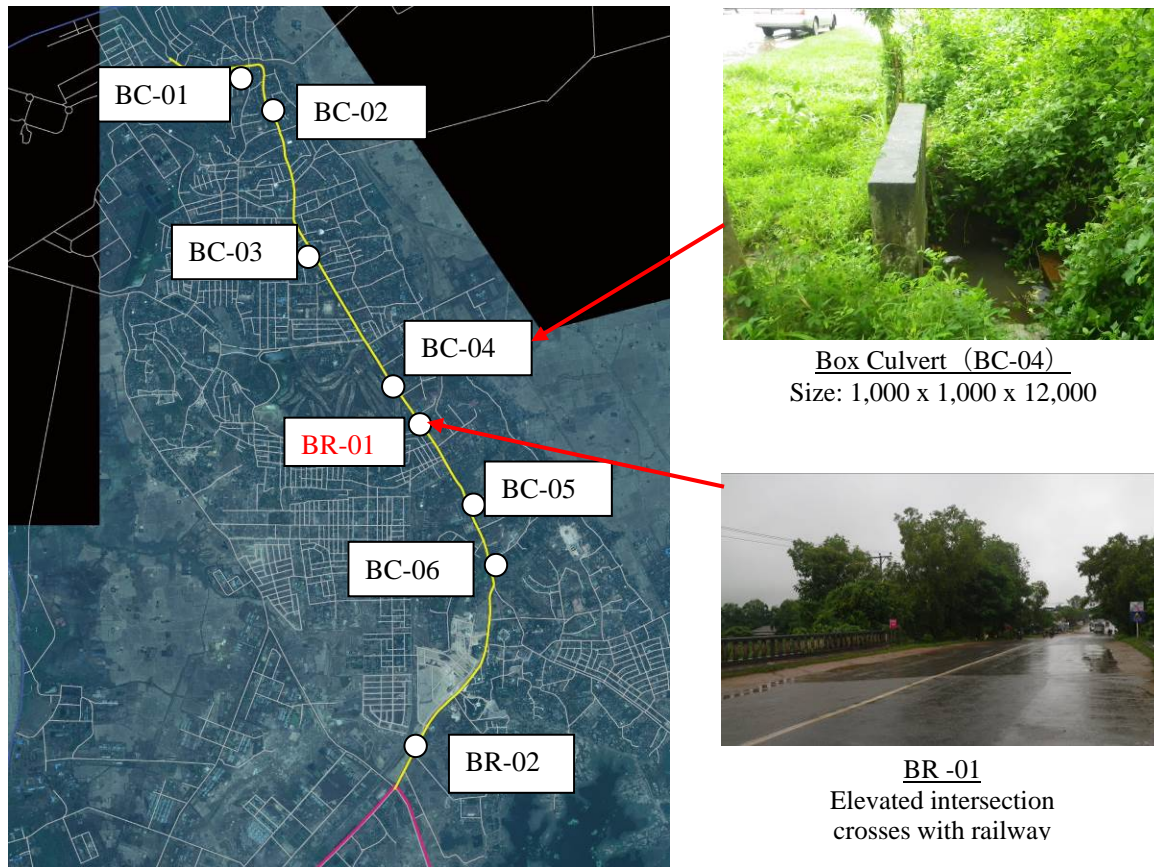 BC-01
BC-02
BC-03
BC-04
BR-01
BC-05
BC-06
BR-02
Box Culvert（BC-04）
Size: 1,000 x 1,000 x 12,000
BR -01
Elevated intersection
crosses with railway